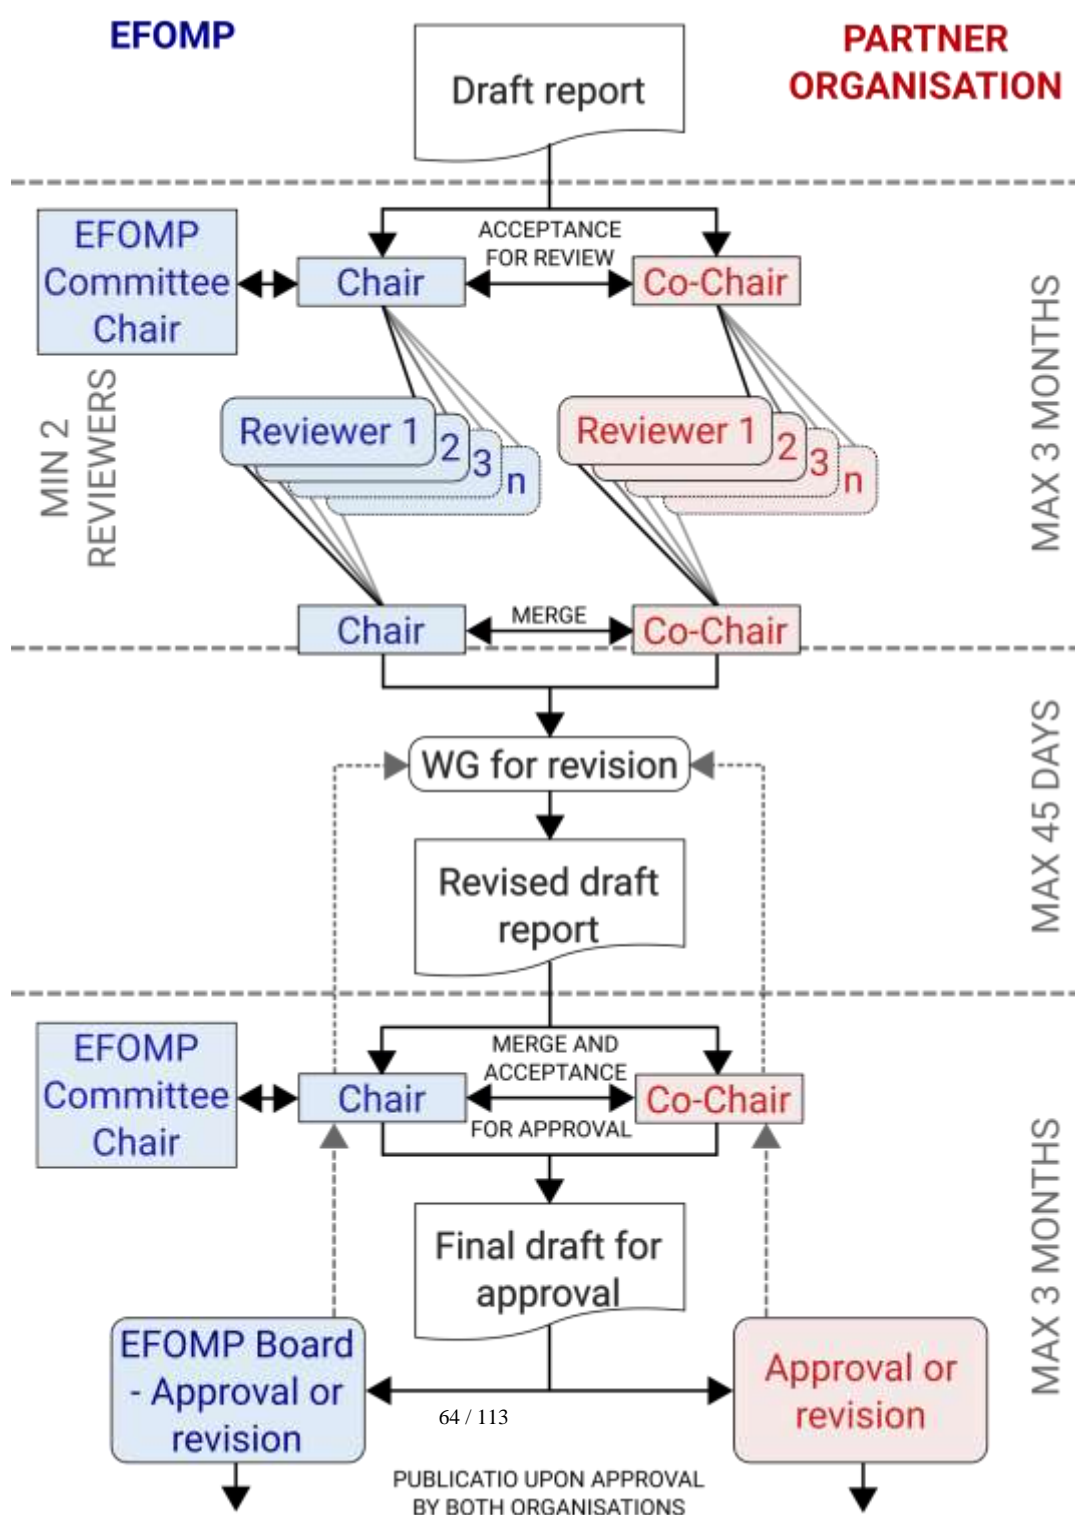 EFOMP
PARTNER
ORGANISATION
Draft report
ACCEPTANCE
FOR REVIEW
EFOMP
Committee
Chair
Chair
Co-Chair
MIN 2
REVIEWERS
MAX 3 MONTHS
Reviewer 1
2
3
n
Reviewer 1
2
3
n
Chair
MERGE
Co-Chair
WG for revision
MAX 45 DAYS
Revised draft
report
EFOMP
Committee
Chair
MERGE AND
ACCEPTANCE
Chair
Co-Chair
FOR APPROVAL
MAX 3 MONTHS
Final draft for
approval
EFOMP Board
- Approval or
revision
Approval or
revision
64 / 113
PUBLICATIO UPON APPROVAL
BY BOTH ORGANISATIONS